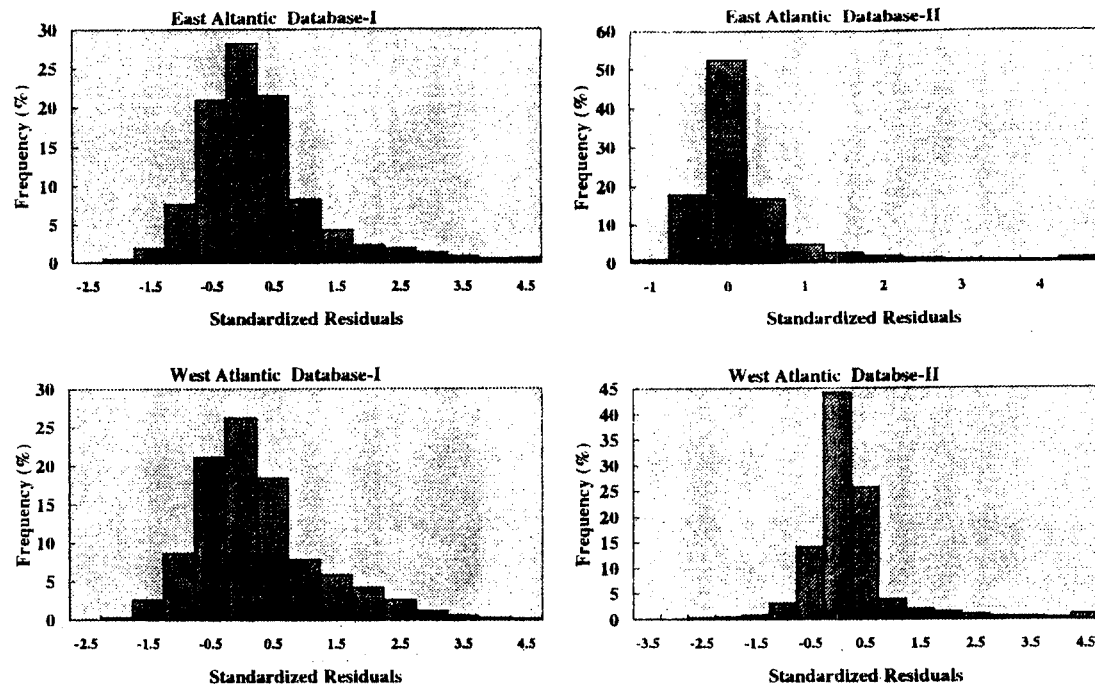 East Altantic Database-I
30
25
20
15
10
5
0
Frequency (%)
-2.5 -1.5 -0.5 0.5 1.5 2.5 3.5 4.5
Standardized Residuals
East Atlantic Database-II
60
50
40
30
20
10
0
Frequency (%)
-1 0 1 2 3 4
Standardized Residuals
West Atlantic Database-I
30
25
20
15
10
5
0
Frequency (%)
-2.5 -1.5 -0.5 0.5 1.5 2.5 3.5 4.5
Standardized Residuals
West Atlantic Databse-II
45
40
35
30
25
20
15
10
5
0
Frequency (%)
-3.5 -2.5 -1.5 -0.5 0.5 1.5 2.5 3.5 4.5
Standardized Residuals